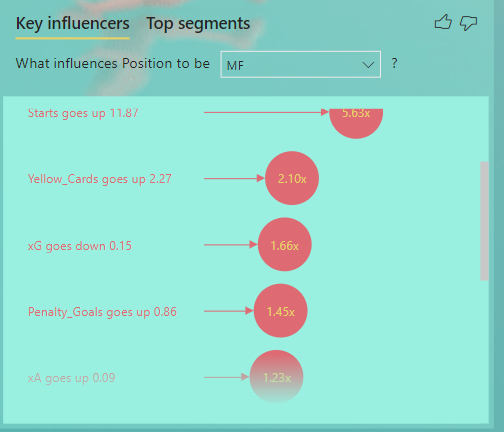 Key influencers Top segments
What influences Position to be MF ?
Starts goes up 11.87 5.63x
Yellow_Cards goes up 2.27 2.10x
xG goes down 0.15 1.66x
Penalty_Goals goes up 0.86 1.45x
xA goes up 0.09 1.23x